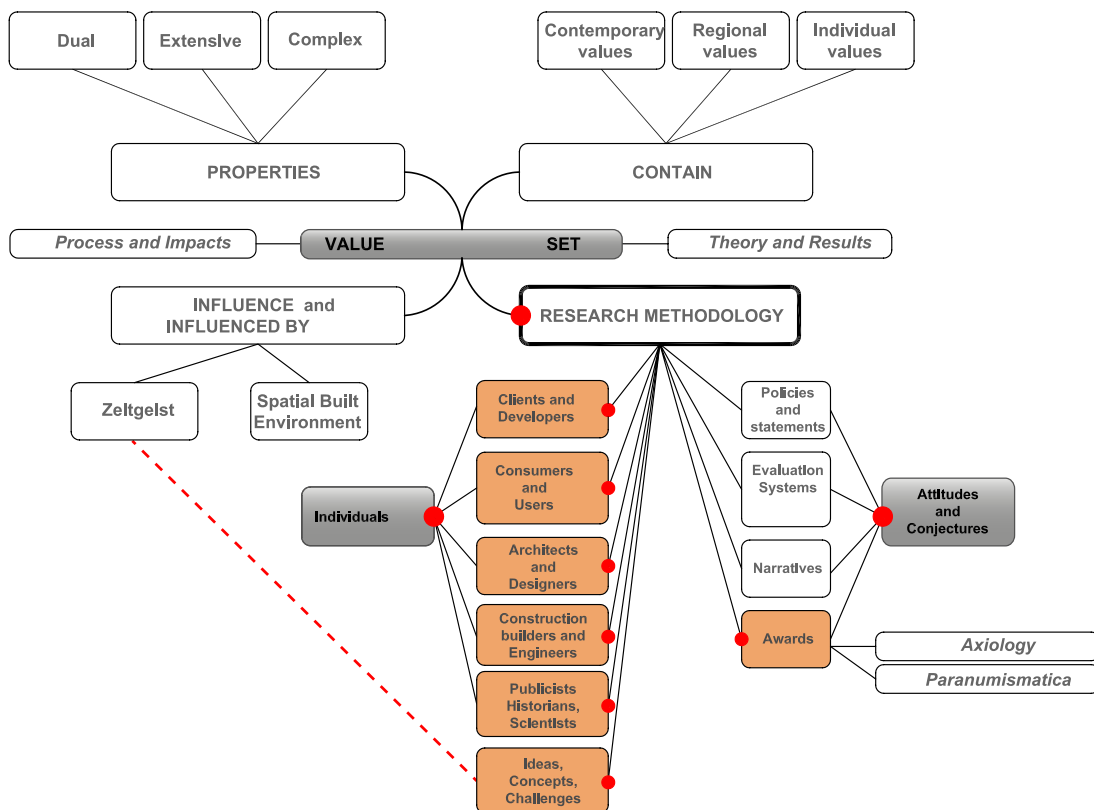 Dual
Extensive
Complex
Contemporary
values
Regional
values
Individual
values
PROPERTIES
CONTAIN
Process and Impacts
VALUE SET
Theory and Results
INFLUENCE and
INFLUENCED BY
RESEARCH METHODOLOGY
Zeltgelst
Spatial Built
Environment
Clients and
Developers
Policies
and
statements
Consumers
and
Users
Evaluation
Systems
Individuals
Attitudes
and
Conjectures
Architects
and
Designers
Narratives
Construction
builders and
Engineers
Awards
Axiology
Paranumismatica
Publicists
Historians,
Scientists
Ideas,
Concepts,
Challenges